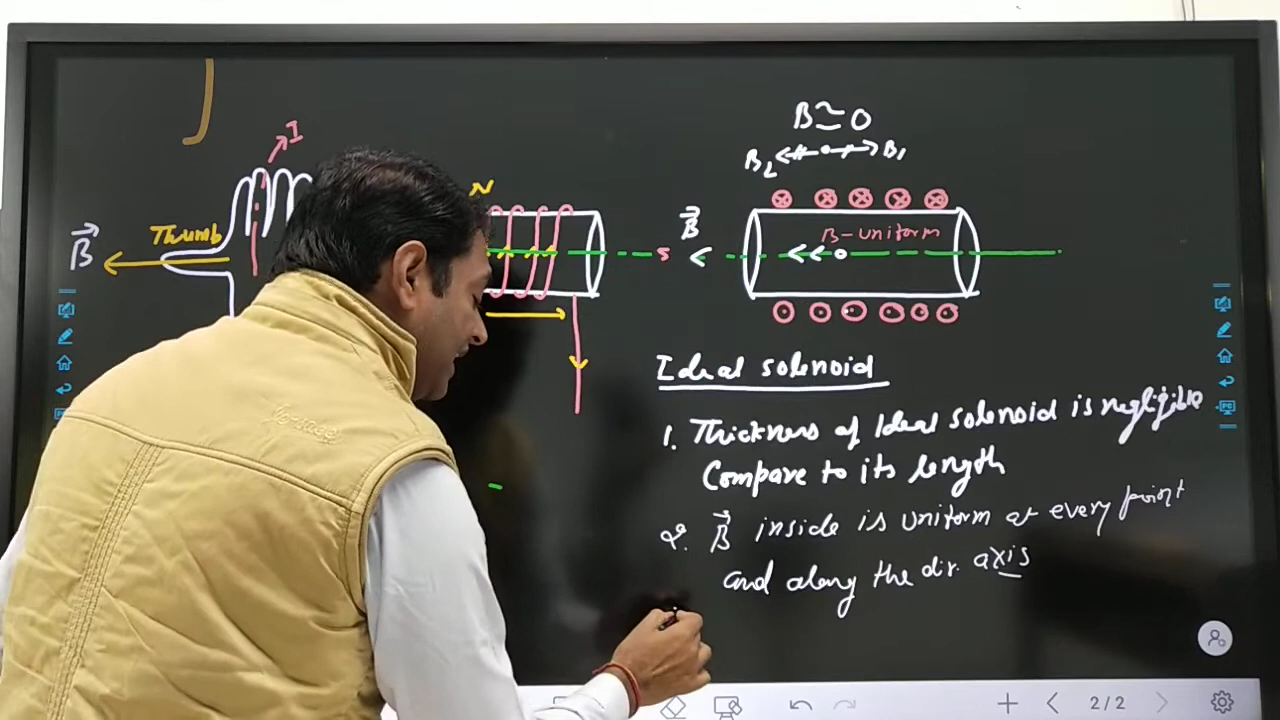 I
B
Thumb
N
S
B ≅ 0
B₂ B₁
B
B-uniform
Ideal solenoid
1. Thickness of Ideal solenoid is negligible
Compare to its length
2. B inside is uniform at every point
and along the dir. axis
2/2